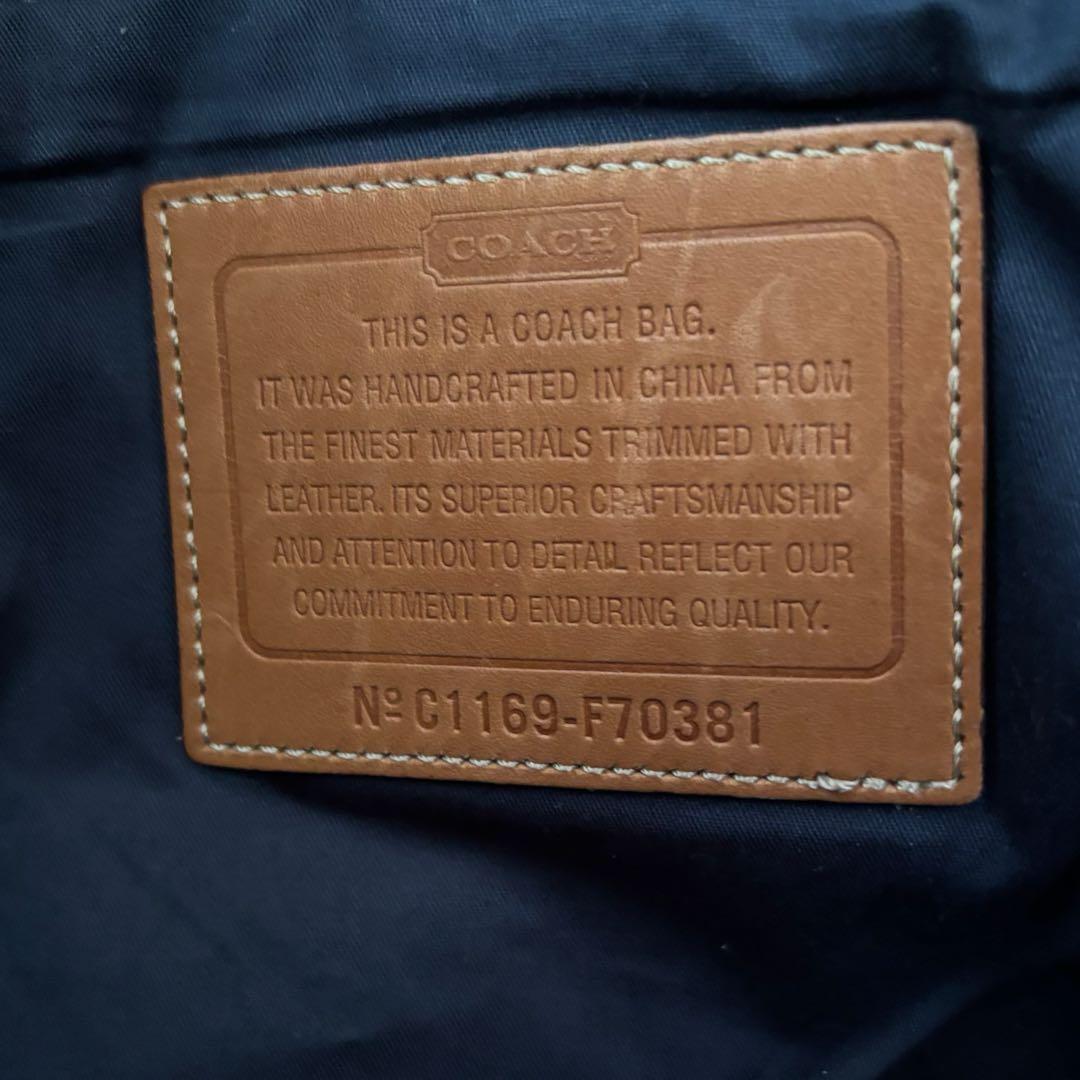 COACH
THIS IS A COACH BAG.
IT WAS HANDCRAFTED IN CHINA FROM
THE FINEST MATERIALS TRIMMED WITH
LEATHER. ITS SUPERIOR CRAFTSMANSHIP
AND ATTENTION TO DETAIL REFLECT OUR
COMMITMENT TO ENDURING QUALITY.
Nº C1169-F70381